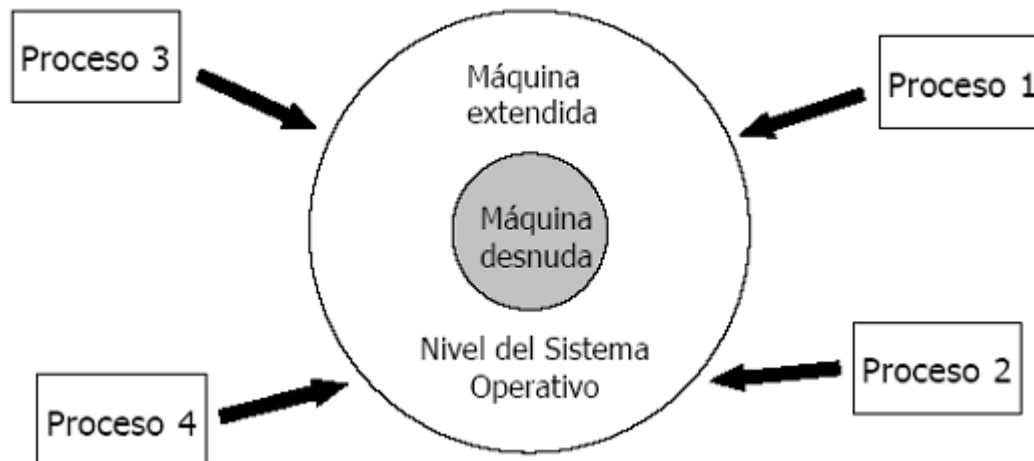 Proceso 3
Máquina
extendida
Proceso 1
Máquina
desnuda
Nivel del Sistema
Operativo
Proceso 2
Proceso 4